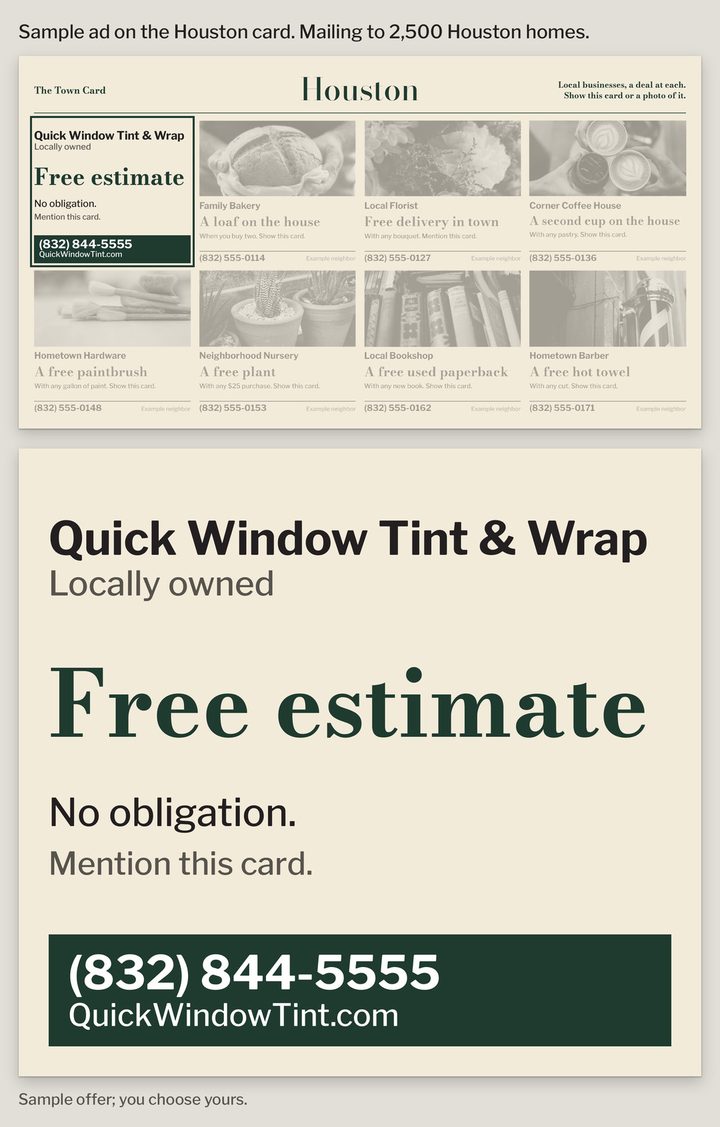 Sample ad on the Houston card. Mailing to 2,500 Houston homes.
The Town Card
Houston
Local businesses, a deal at each.
Show this card or a photo of it.
Quick Window Tint & Wrap
Locally owned
Free estimate
No obligation.
Mention this card.
(832) 844-5555
QuickWindowTint.com
Family Bakery
A loaf on the house
When you buy two. Show this card.
(832) 555-0114
Example neighbor
Local Florist
Free delivery in town
With any bouquet. Mention this card.
(832) 555-0127
Example neighbor
Corner Coffee House
A second cup on the house
With any pastry. Show this card.
(832) 555-0136
Example neighbor
Hometown Hardware
A free paintbrush
With any gallon of paint. Show this card.
(832) 555-0148
Example neighbor
Neighborhood Nursery
A free plant
With any $25 purchase. Show this card.
(832) 555-0153
Example neighbor
Local Bookshop
A free used paperback
With any new book. Show this card.
(832) 555-0162
Example neighbor
Hometown Barber
A free hot towel
With any cut. Show this card.
(832) 555-0171
Example neighbor
Quick Window Tint & Wrap
Locally owned
Free estimate
No obligation.
Mention this card.
(832) 844-5555
QuickWindowTint.com
Sample offer; you choose yours.